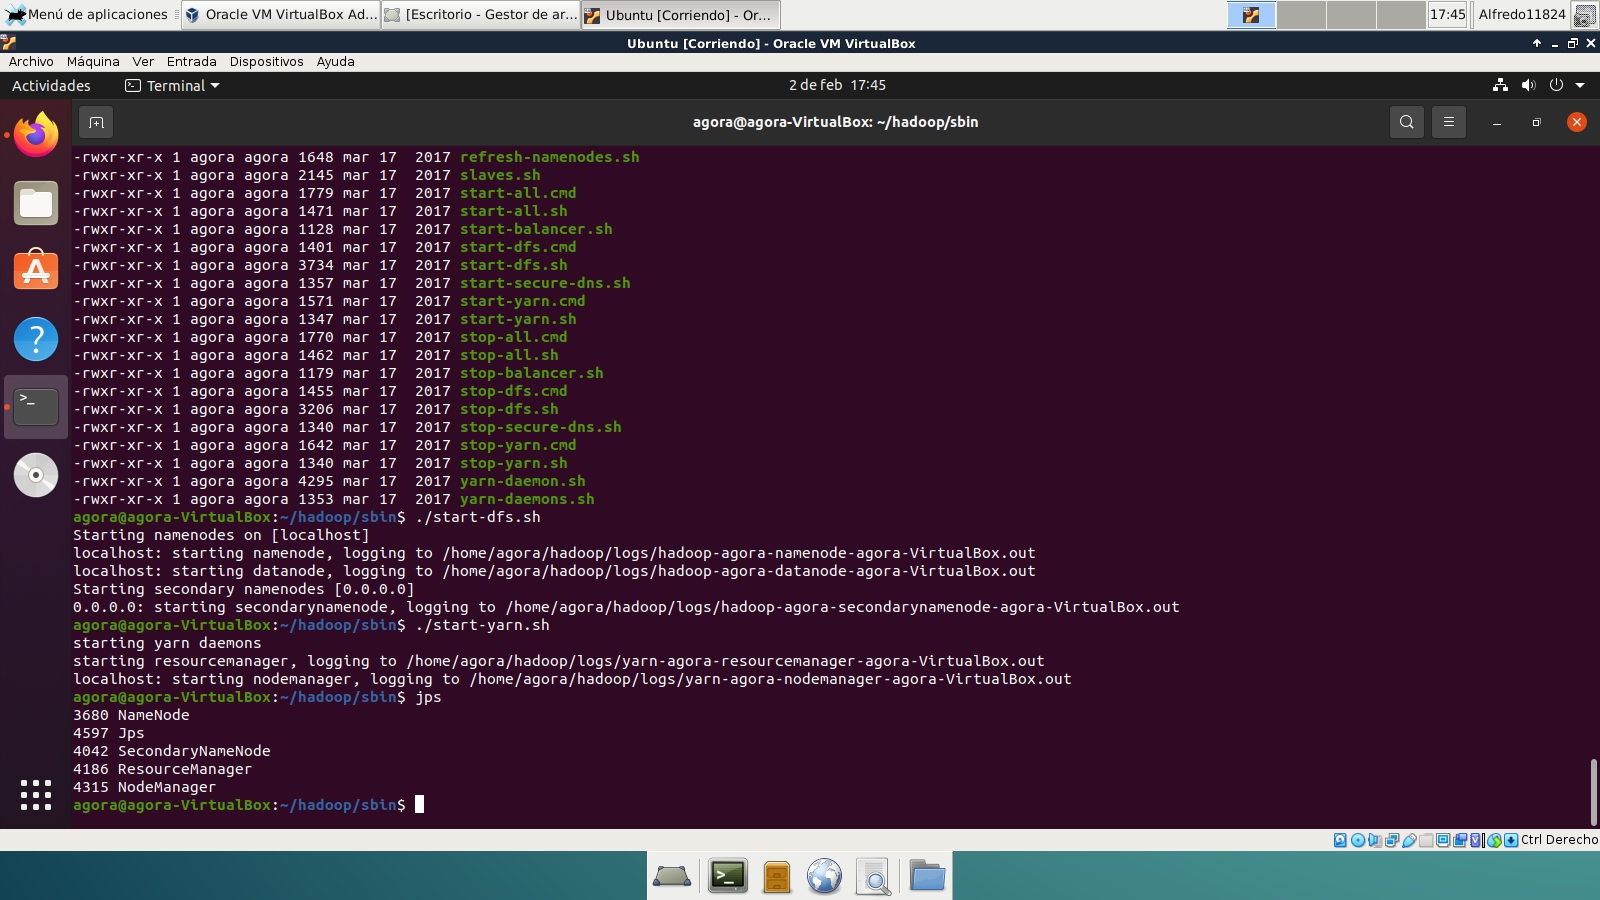 Menú de aplicaciones
Oracle VM VirtualBox Ad...
[Escritorio - Gestor de ar...
Ubuntu [Corriendo] - Or...
17:45
Alfredo11824
Ubuntu [Corriendo] - Oracle VM VirtualBox
Archivo Máquina Ver Entrada Dispositivos Ayuda
Actividades Terminal 2 de feb 17:45
agora@agora-VirtualBox: ~/hadoop/sbin
-rwxr-xr-x 1 agora agora 1648 mar 17  2017 refresh-namenodes.sh
-rwxr-xr-x 1 agora agora 2145 mar 17  2017 slaves.sh
-rwxr-xr-x 1 agora agora 1779 mar 17  2017 start-all.cmd
-rwxr-xr-x 1 agora agora 1471 mar 17  2017 start-all.sh
-rwxr-xr-x 1 agora agora 1128 mar 17  2017 start-balancer.sh
-rwxr-xr-x 1 agora agora 1401 mar 17  2017 start-dfs.cmd
-rwxr-xr-x 1 agora agora 3734 mar 17  2017 start-dfs.sh
-rwxr-xr-x 1 agora agora 1357 mar 17  2017 start-secure-dns.sh
-rwxr-xr-x 1 agora agora 1571 mar 17  2017 start-yarn.cmd
-rwxr-xr-x 1 agora agora 1347 mar 17  2017 start-yarn.sh
-rwxr-xr-x 1 agora agora 1770 mar 17  2017 stop-all.cmd
-rwxr-xr-x 1 agora agora 1462 mar 17  2017 stop-all.sh
-rwxr-xr-x 1 agora agora 1179 mar 17  2017 stop-balancer.sh
-rwxr-xr-x 1 agora agora 1455 mar 17  2017 stop-dfs.cmd
-rwxr-xr-x 1 agora agora 3206 mar 17  2017 stop-dfs.sh
-rwxr-xr-x 1 agora agora 1340 mar 17  2017 stop-secure-dns.sh
-rwxr-xr-x 1 agora agora 1642 mar 17  2017 stop-yarn.cmd
-rwxr-xr-x 1 agora agora 1340 mar 17  2017 stop-yarn.sh
-rwxr-xr-x 1 agora agora 4295 mar 17  2017 yarn-daemon.sh
-rwxr-xr-x 1 agora agora 1353 mar 17  2017 yarn-daemons.sh
agora@agora-VirtualBox:~/hadoop/sbin$ ./start-dfs.sh
Starting namenodes on [localhost]
localhost: starting namenode, logging to /home/agora/hadoop/logs/hadoop-agora-namenode-agora-VirtualBox.out
localhost: starting datanode, logging to /home/agora/hadoop/logs/hadoop-agora-datanode-agora-VirtualBox.out
Starting secondary namenodes [0.0.0.0]
0.0.0.0: starting secondarynamenode, logging to /home/agora/hadoop/logs/hadoop-agora-secondarynamenode-agora-VirtualBox.out
agora@agora-VirtualBox:~/hadoop/sbin$ ./start-yarn.sh
starting yarn daemons
starting resourcemanager, logging to /home/agora/hadoop/logs/yarn-agora-resourcemanager-agora-VirtualBox.out
localhost: starting nodemanager, logging to /home/agora/hadoop/logs/yarn-agora-nodemanager-agora-VirtualBox.out
agora@agora-VirtualBox:~/hadoop/sbin$ jps
3680 NameNode
4597 Jps
4042 SecondaryNameNode
4186 ResourceManager
4315 NodeManager
agora@agora-VirtualBox:~/hadoop/sbin$
Ctrl Derecho